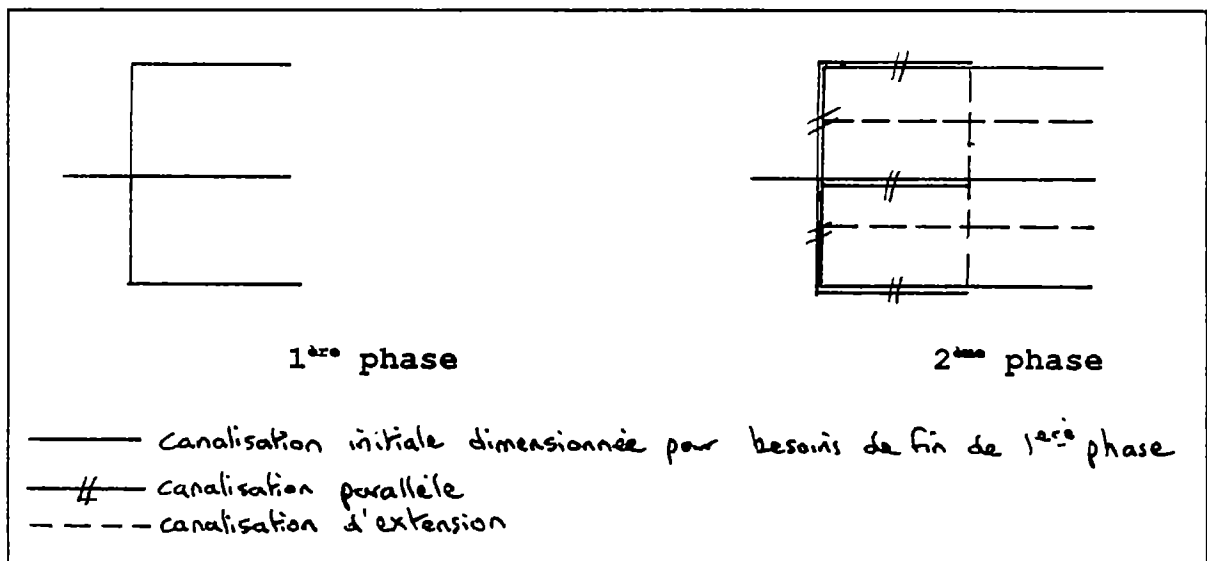 1ère phase
2ème phase
canalisation initiale dimensionnée pour besoins de fin de 1ère phase
canalisation parallèle
canalisation d'extension